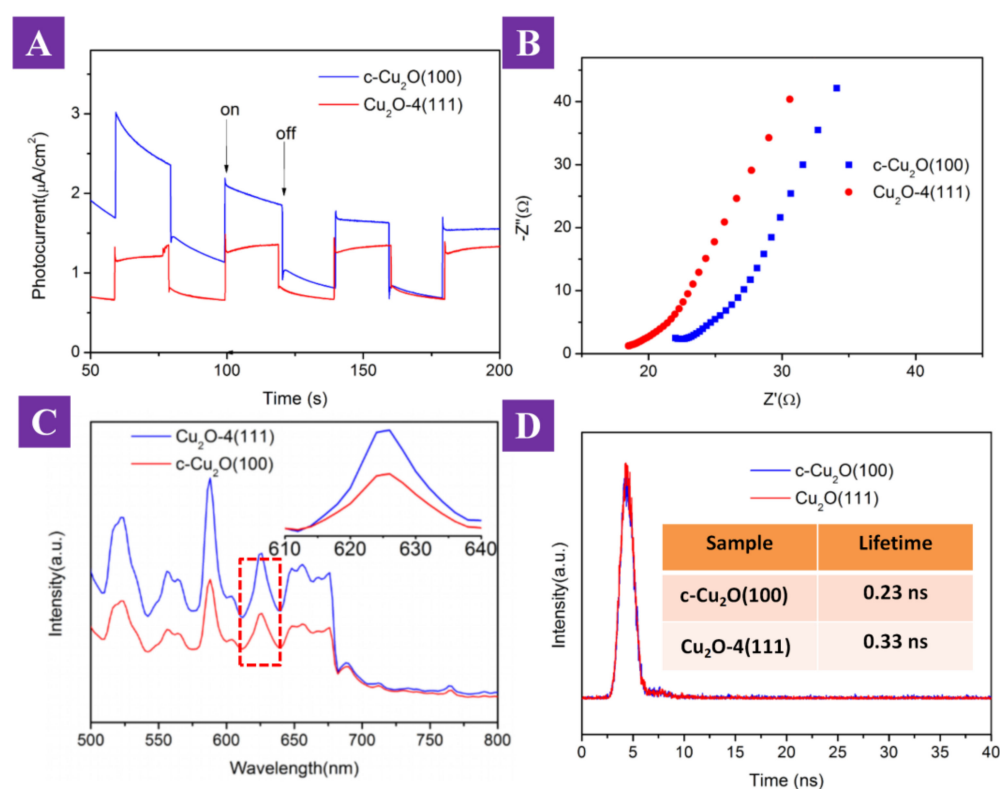 A
c-Cu₂O(100)
Cu₂O-4(111)
on
off
3
2
1
0
50
100
150
200
Photocurrent(μA/cm²)
Time (s)
B
c-Cu₂O(100)
Cu₂O-4(111)
40
30
20
10
0
20
30
40
-Z"(Ω)
Z'(Ω)
C
Cu₂O-4(111)
c-Cu₂O(100)
610
620
630
640
500
550
600
650
700
750
800
Intensity(a.u.)
Wavelength(nm)
D
c-Cu₂O(100)
Cu₂O(111)
Sample Lifetime
c-Cu₂O(100) 0.23 ns
Cu₂O-4(111) 0.33 ns
0
5
10
15
20
25
30
35
40
Intensity(a.u.)
Time (ns)